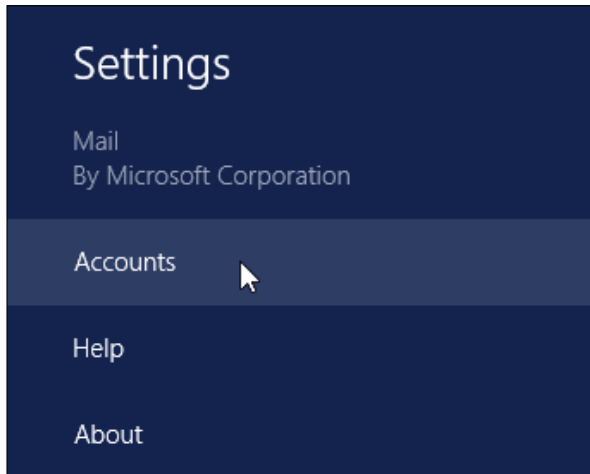 Settings
Mail
By Microsoft Corporation
Accounts
Help
About